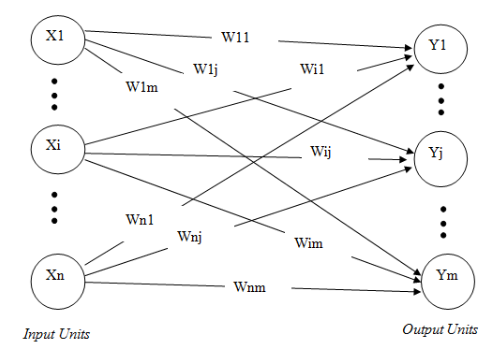 X1
W11
Y1
W1j
Wi1
W1m
Xi
Wij
Yj
Wn1
Wnj
Wim
Xn
Wnm
Ym
Input Units
Output Units